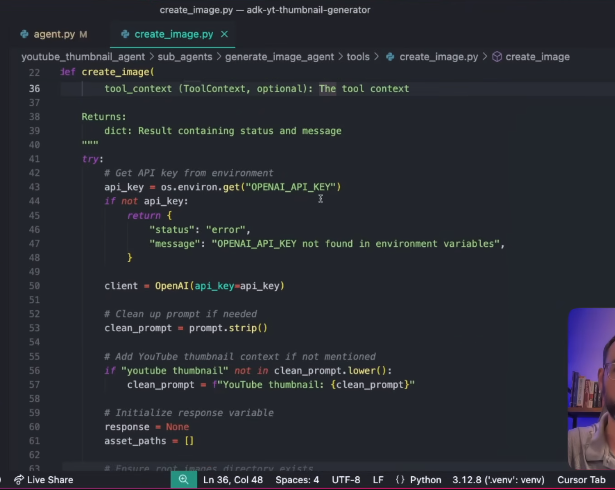 create_image.py — adk-yt-thumbnail-generator
agent.py M create_image.py ×
youtube_thumbnail_agent > sub_agents > generate_image_agent > tools > create_image.py > create_image
22 def create_image(
36 tool_context (ToolContext, optional): The tool context
37
38 Returns:
39 dict: Result containing status and message
40 """
41 try:
42 # Get API key from environment
43 api_key = os.environ.get("OPENAI_API_KEY")
44 if not api_key:
45 return {
46 "status": "error",
47 "message": "OPENAI_API_KEY not found in environment variables",
48 }
49
50 client = OpenAI(api_key=api_key)
51
52 # Clean up prompt if needed
53 clean_prompt = prompt.strip()
54
55 # Add YouTube thumbnail context if not mentioned
56 if "youtube thumbnail" not in clean_prompt.lower():
57 clean_prompt = f"YouTube thumbnail: {clean_prompt}"
58
59 # Initialize response variable
60 response = None
61 asset_paths = []
62
63 # Ensure root images directory exists
Live Share Ln 36, Col 48 Spaces: 4 UTF-8 LF {} Python 3.12.8 ('.venv': venv) Cursor Tab